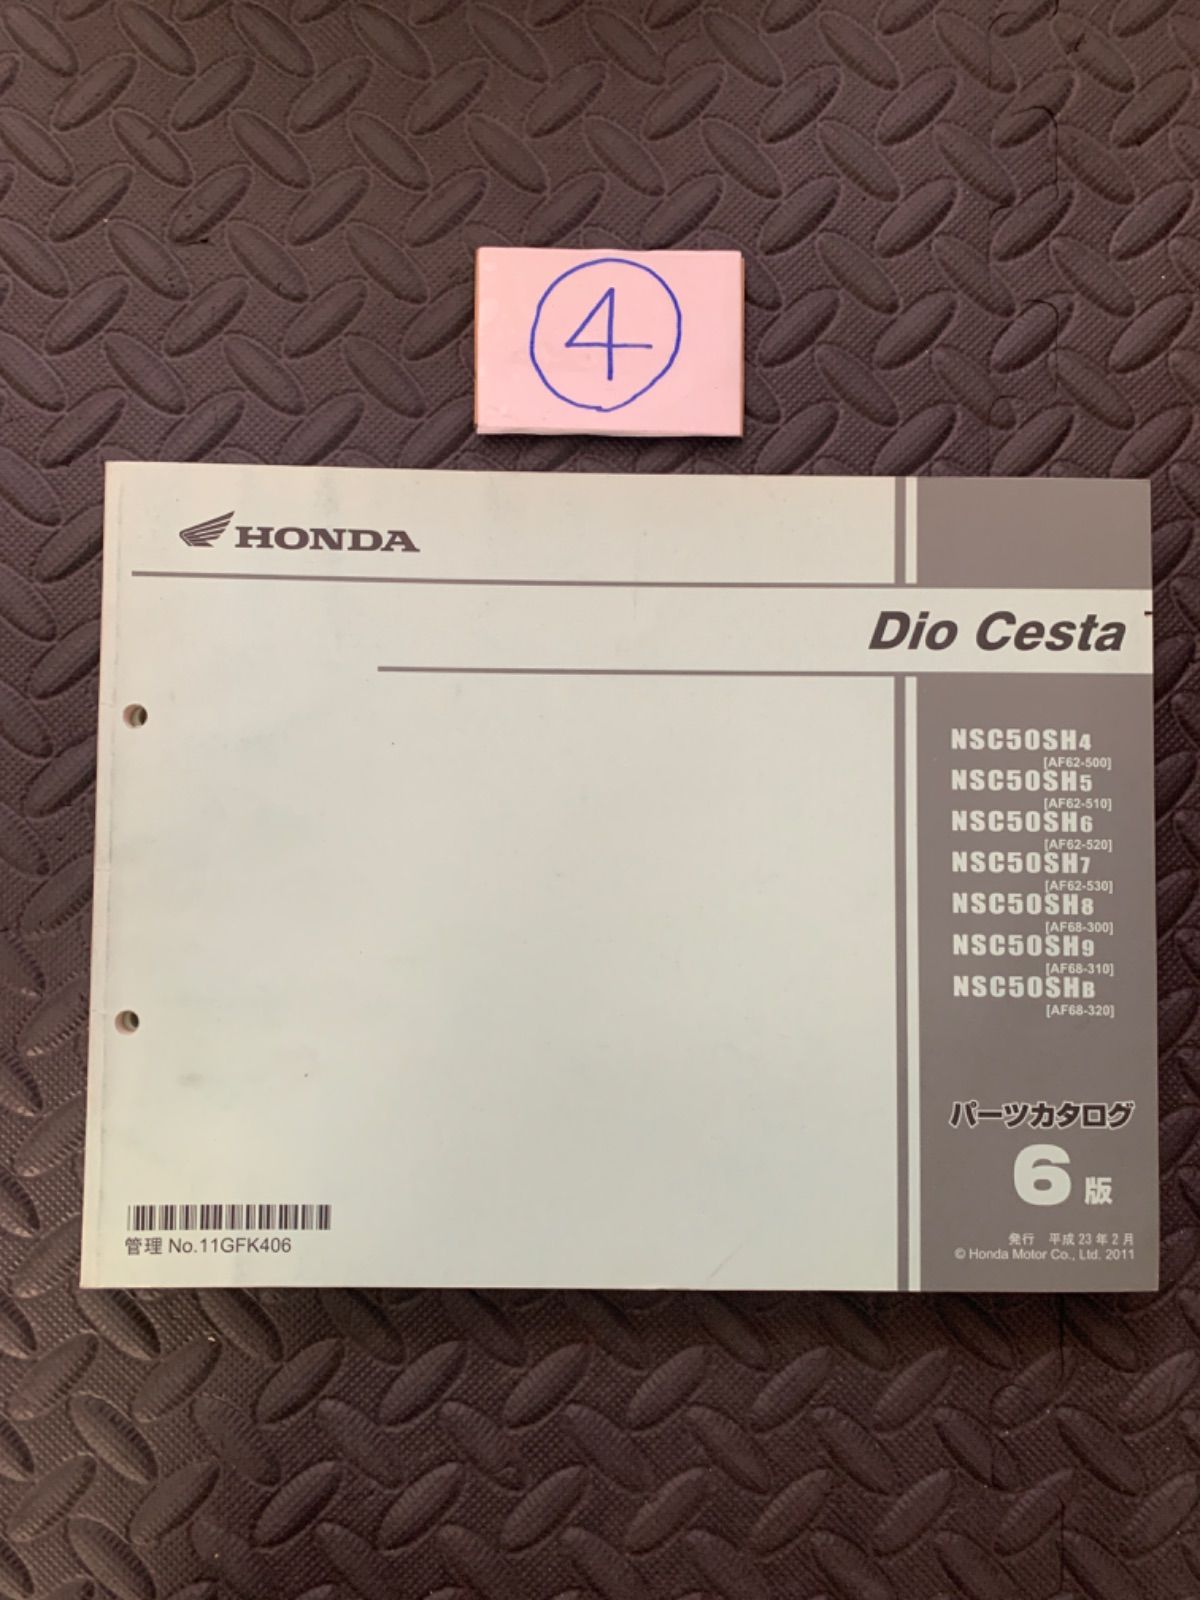 4
HONDA
Dio Cesta
NSC50SH4
[AF62-500]
NSC50SH5
[AF62-510]
NSC50SH6
[AF62-520]
NSC50SH7
[AF62-530]
NSC50SH8
[AF68-300]
NSC50SH9
[AF68-310]
NSC50SHB
[AF68-320]
パーツカタログ
6版
発行 平成23年2月
© Honda Motor Co., Ltd. 2011
管理 No.11GFK406